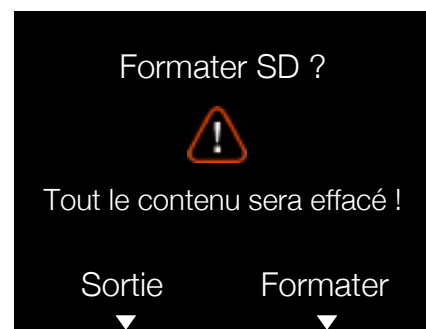 Formater SD ?
Tout le contenu sera effacé !
Sortie Formater